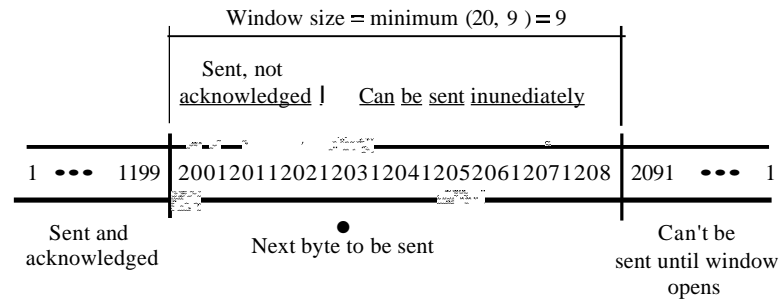 Window size = minimum (20, 9 ) = 9
Sent, not
acknowledged
Can be sent inunediately
1 ••• 1199 2001201120212031204120520612071208 2091 ••• 1
Sent and
acknowledged
Next byte to be sent
Can't be
sent until window
opens